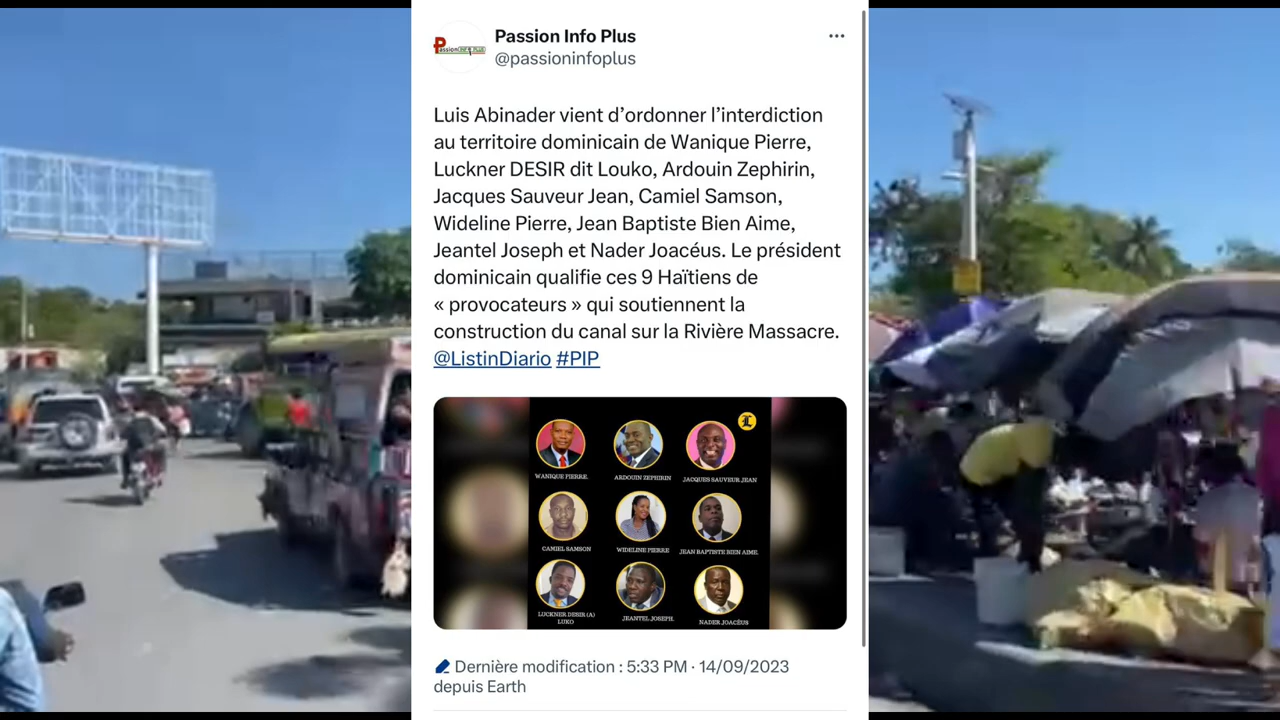 Passion Info Plus
@passioninfoplus
Luis Abinader vient d’ordonner l’interdiction
au territoire dominicain de Wanique Pierre,
Luckner DESIR dit Louko, Ardouin Zephirin,
Jacques Sauveur Jean, Camiel Samson,
Wideline Pierre, Jean Baptiste Bien Aime,
Jeantel Joseph et Nader Joacéus. Le président
dominicain qualifie ces 9 Haïtiens de
« provocateurs » qui soutiennent la
construction du canal sur la Rivière Massacre.
@ListinDiario #PIP
L
WANIQUE PIERRE.
ARDOUIN ZEPHIRIN
JACQUES SAUVEUR JEAN
CAMIEL SAMSON
WIDELINE PIERRE
JEAN BAPTISTE BIEN AIME.
LUCKNER DESIR (A)
LUKO
JEANTEL JOSEPH.
NADER JOACÉUS
Dernière modification : 5:33 PM · 14/09/2023
depuis Earth